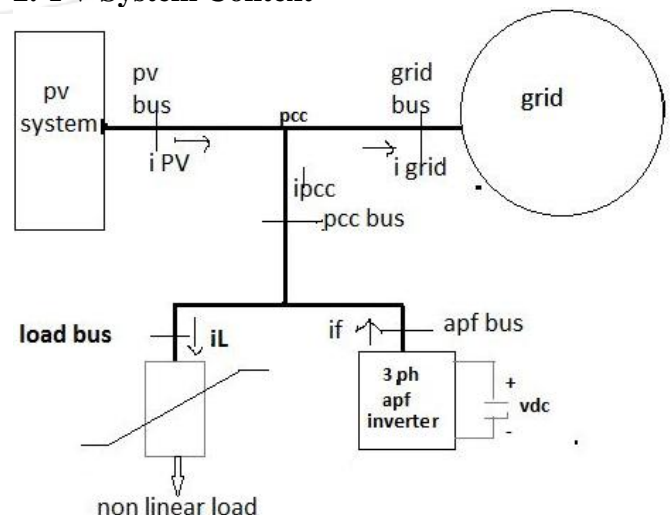 pv
system
pv
bus
i PV
pcc
grid
bus
i grid
grid
ipcc
pcc bus
load bus
iL
if
apf bus
3 ph
apf
inverter
+
vdc
-
non linear load